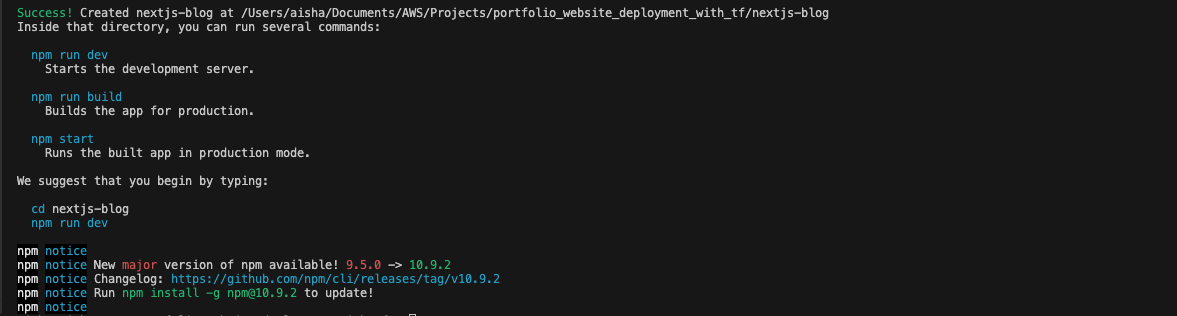 Success! Created nextjs-blog at /Users/aisha/Documents/AWS/Projects/portfolio_website_deployment_with_tf/nextjs-blog
Inside that directory, you can run several commands:
npm run dev
Starts the development server.
npm run build
Builds the app for production.
npm start
Runs the built app in production mode.
We suggest that you begin by typing:
cd nextjs-blog
npm run dev
npm notice
npm notice New major version of npm available! 9.5.0 -> 10.9.2
npm notice Changelog: https://github.com/npm/cli/releases/tag/v10.9.2
npm notice Run npm install -g npm@10.9.2 to update!
npm notice